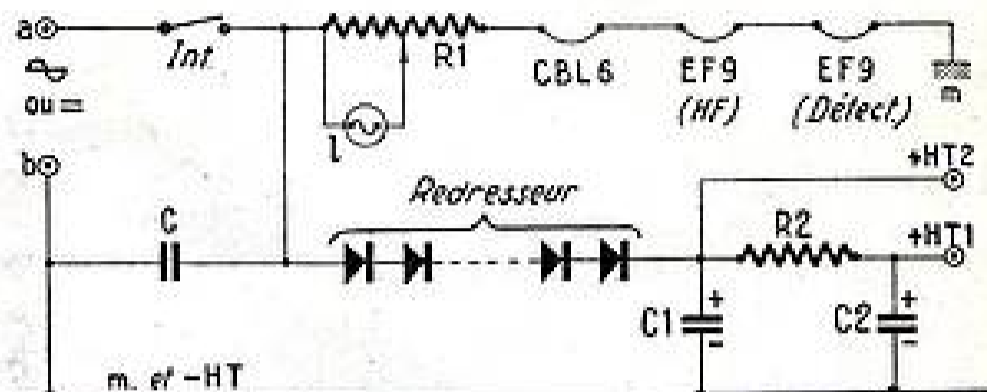 a
Int
R1
CBL6
EF9
(HF)
EF9
(Détect.)
m
ou =
l
b
+HT2
Redresseur
C
R2
+HT1
C1
+
-
C2
+
-
m. et -HT